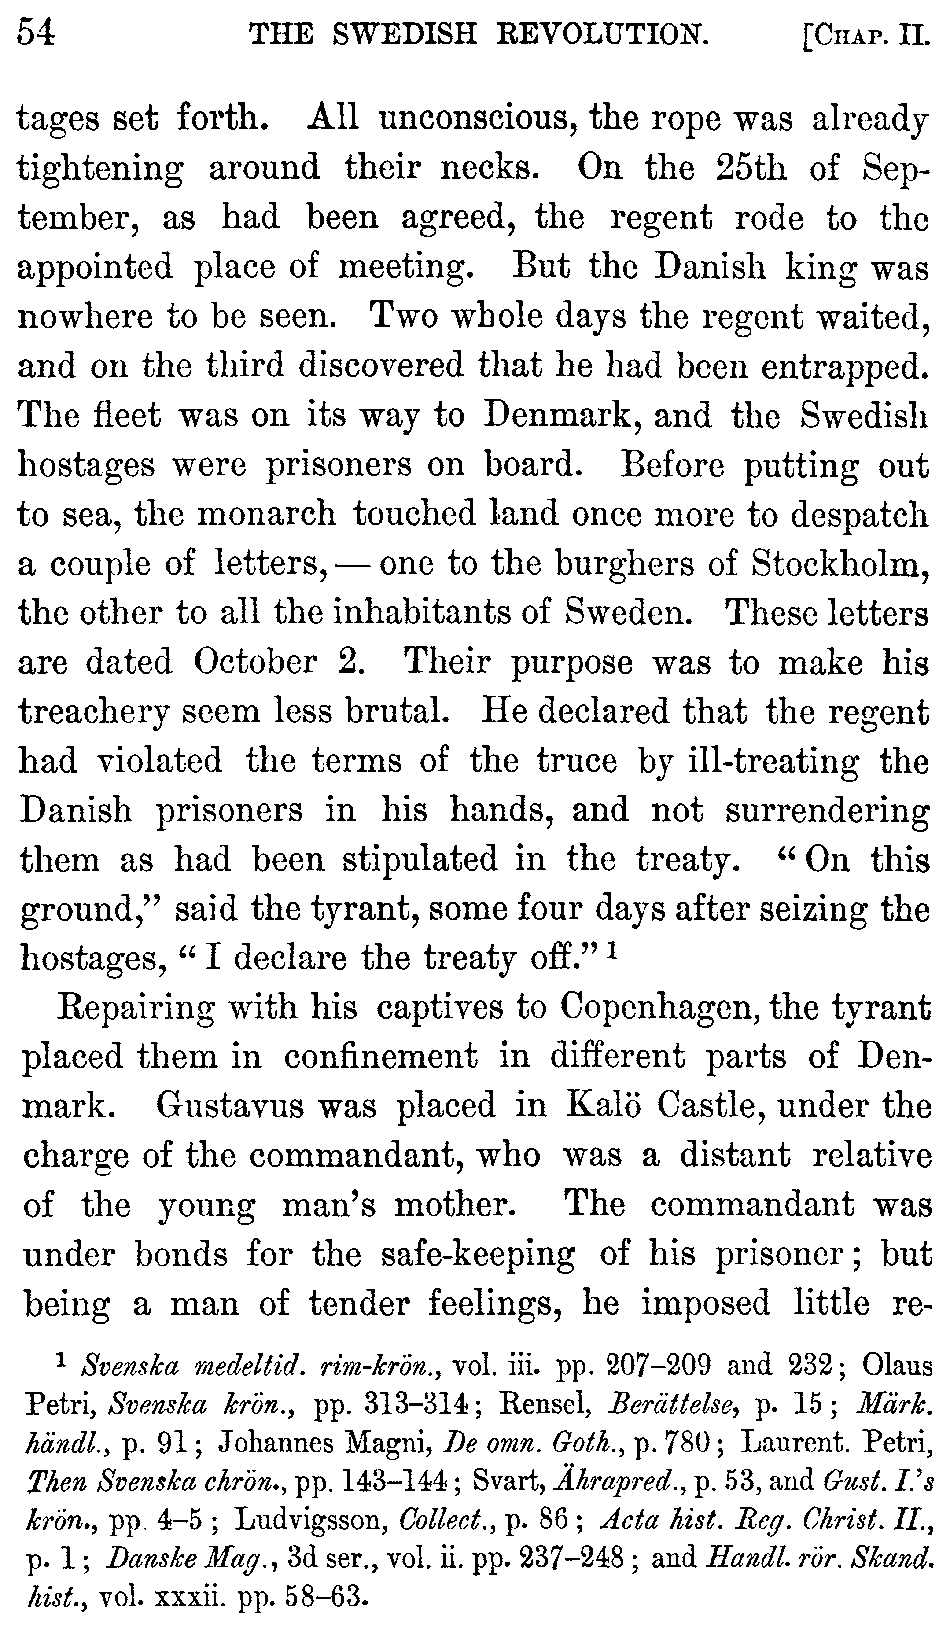 54 THE SWEDISH REVOLUTION. [CHAP. II.
tages set forth. All unconscious, the rope was already
tightening around their necks. On the 25th of Sep-
tember, as had been agreed, the regent rode to the
appointed place of meeting. But the Danish king was
nowhere to be seen. Two whole days the regent waited,
and on the third discovered that he had been entrapped.
The fleet was on its way to Denmark, and the Swedish
hostages were prisoners on board. Before putting out
to sea, the monarch touched land once more to despatch
a couple of letters, — one to the burghers of Stockholm,
the other to all the inhabitants of Sweden. These letters
are dated October 2. Their purpose was to make his
treachery seem less brutal. He declared that the regent
had violated the terms of the truce by ill-treating the
Danish prisoners in his hands, and not surrendering
them as had been stipulated in the treaty. “On this
ground,” said the tyrant, some four days after seizing the
hostages, “I declare the treaty off.” 1
Repairing with his captives to Copenhagen, the tyrant
placed them in confinement in different parts of Den-
mark. Gustavus was placed in Kalö Castle, under the
charge of the commandant, who was a distant relative
of the young man’s mother. The commandant was
under bonds for the safe-keeping of his prisoner; but
being a man of tender feelings, he imposed little re-
1 Svenska medeltid. rim-krön., vol. iii. pp. 207–209 and 232; Olaus
Petri, Svenska krön., pp. 313–314; Rensel, Berättelse, p. 15; Märk.
händl., p. 91; Johannes Magni, De omn. Goth., p. 780; Laurent. Petri,
Then Svenska chrön., pp. 143–144; Svart, Ährapred., p. 53, and Gust. I.’s
krön., pp. 4–5; Ludvigsson, Collect., p. 86; Acta hist. Reg. Christ. II.,
p. 1; Danske Mag., 3d ser., vol. ii. pp. 237–248; and Handl. rör. Skand.
hist., vol. xxxii. pp. 58–63.